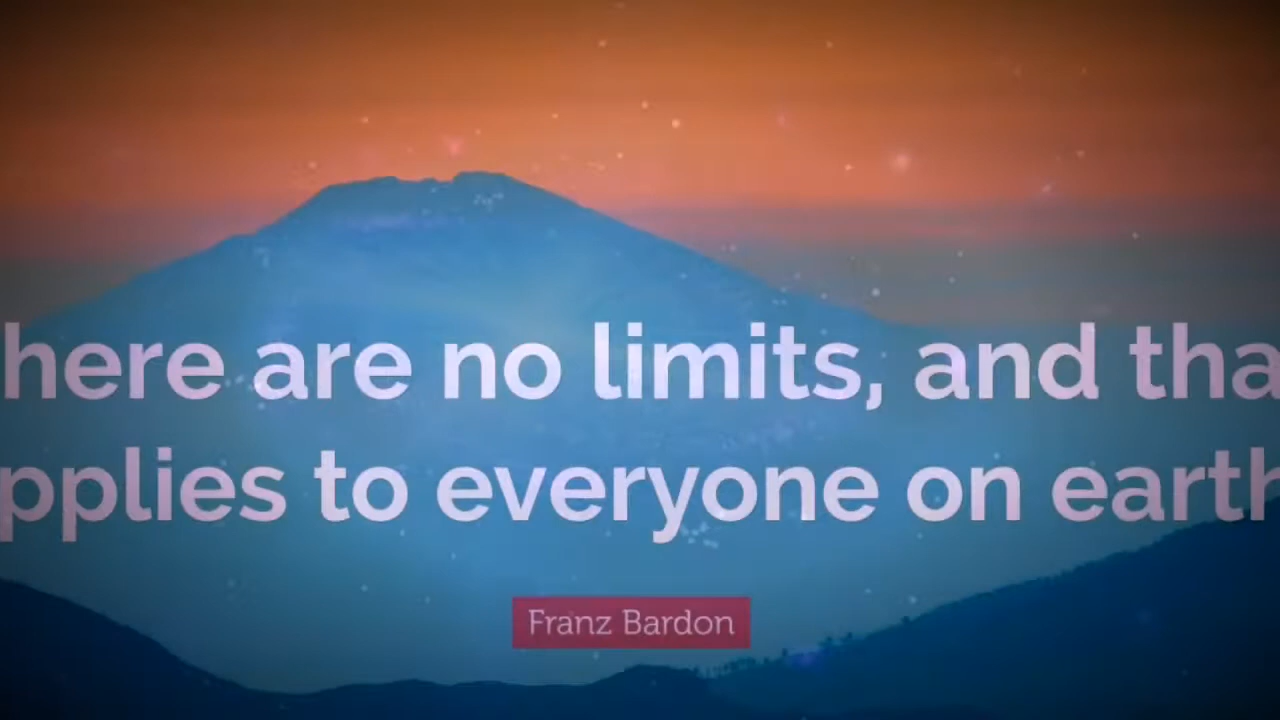 here are no limits, and tha
pplies to everyone on earth
Franz Bardon